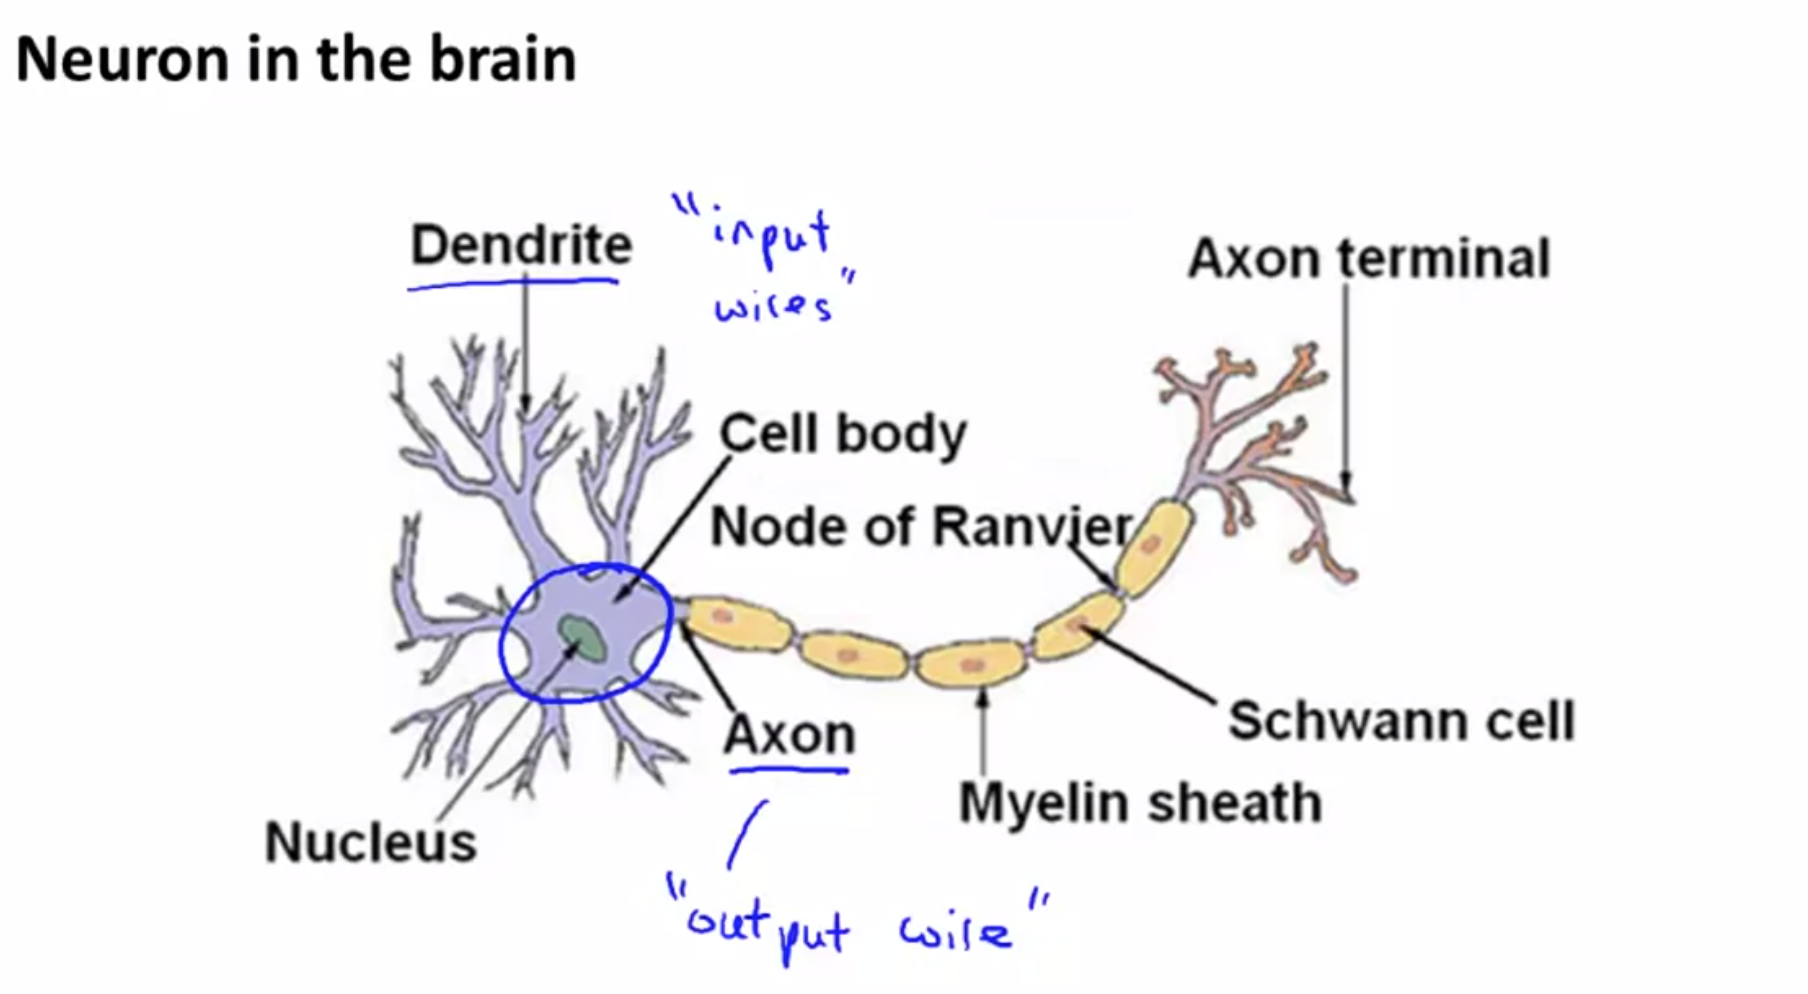 Neuron in the brain
Dendrite
"input
wires"
Axon terminal
Cell body
Node of Ranvier
Axon
Schwann cell
Myelin sheath
Nucleus
"output wire"